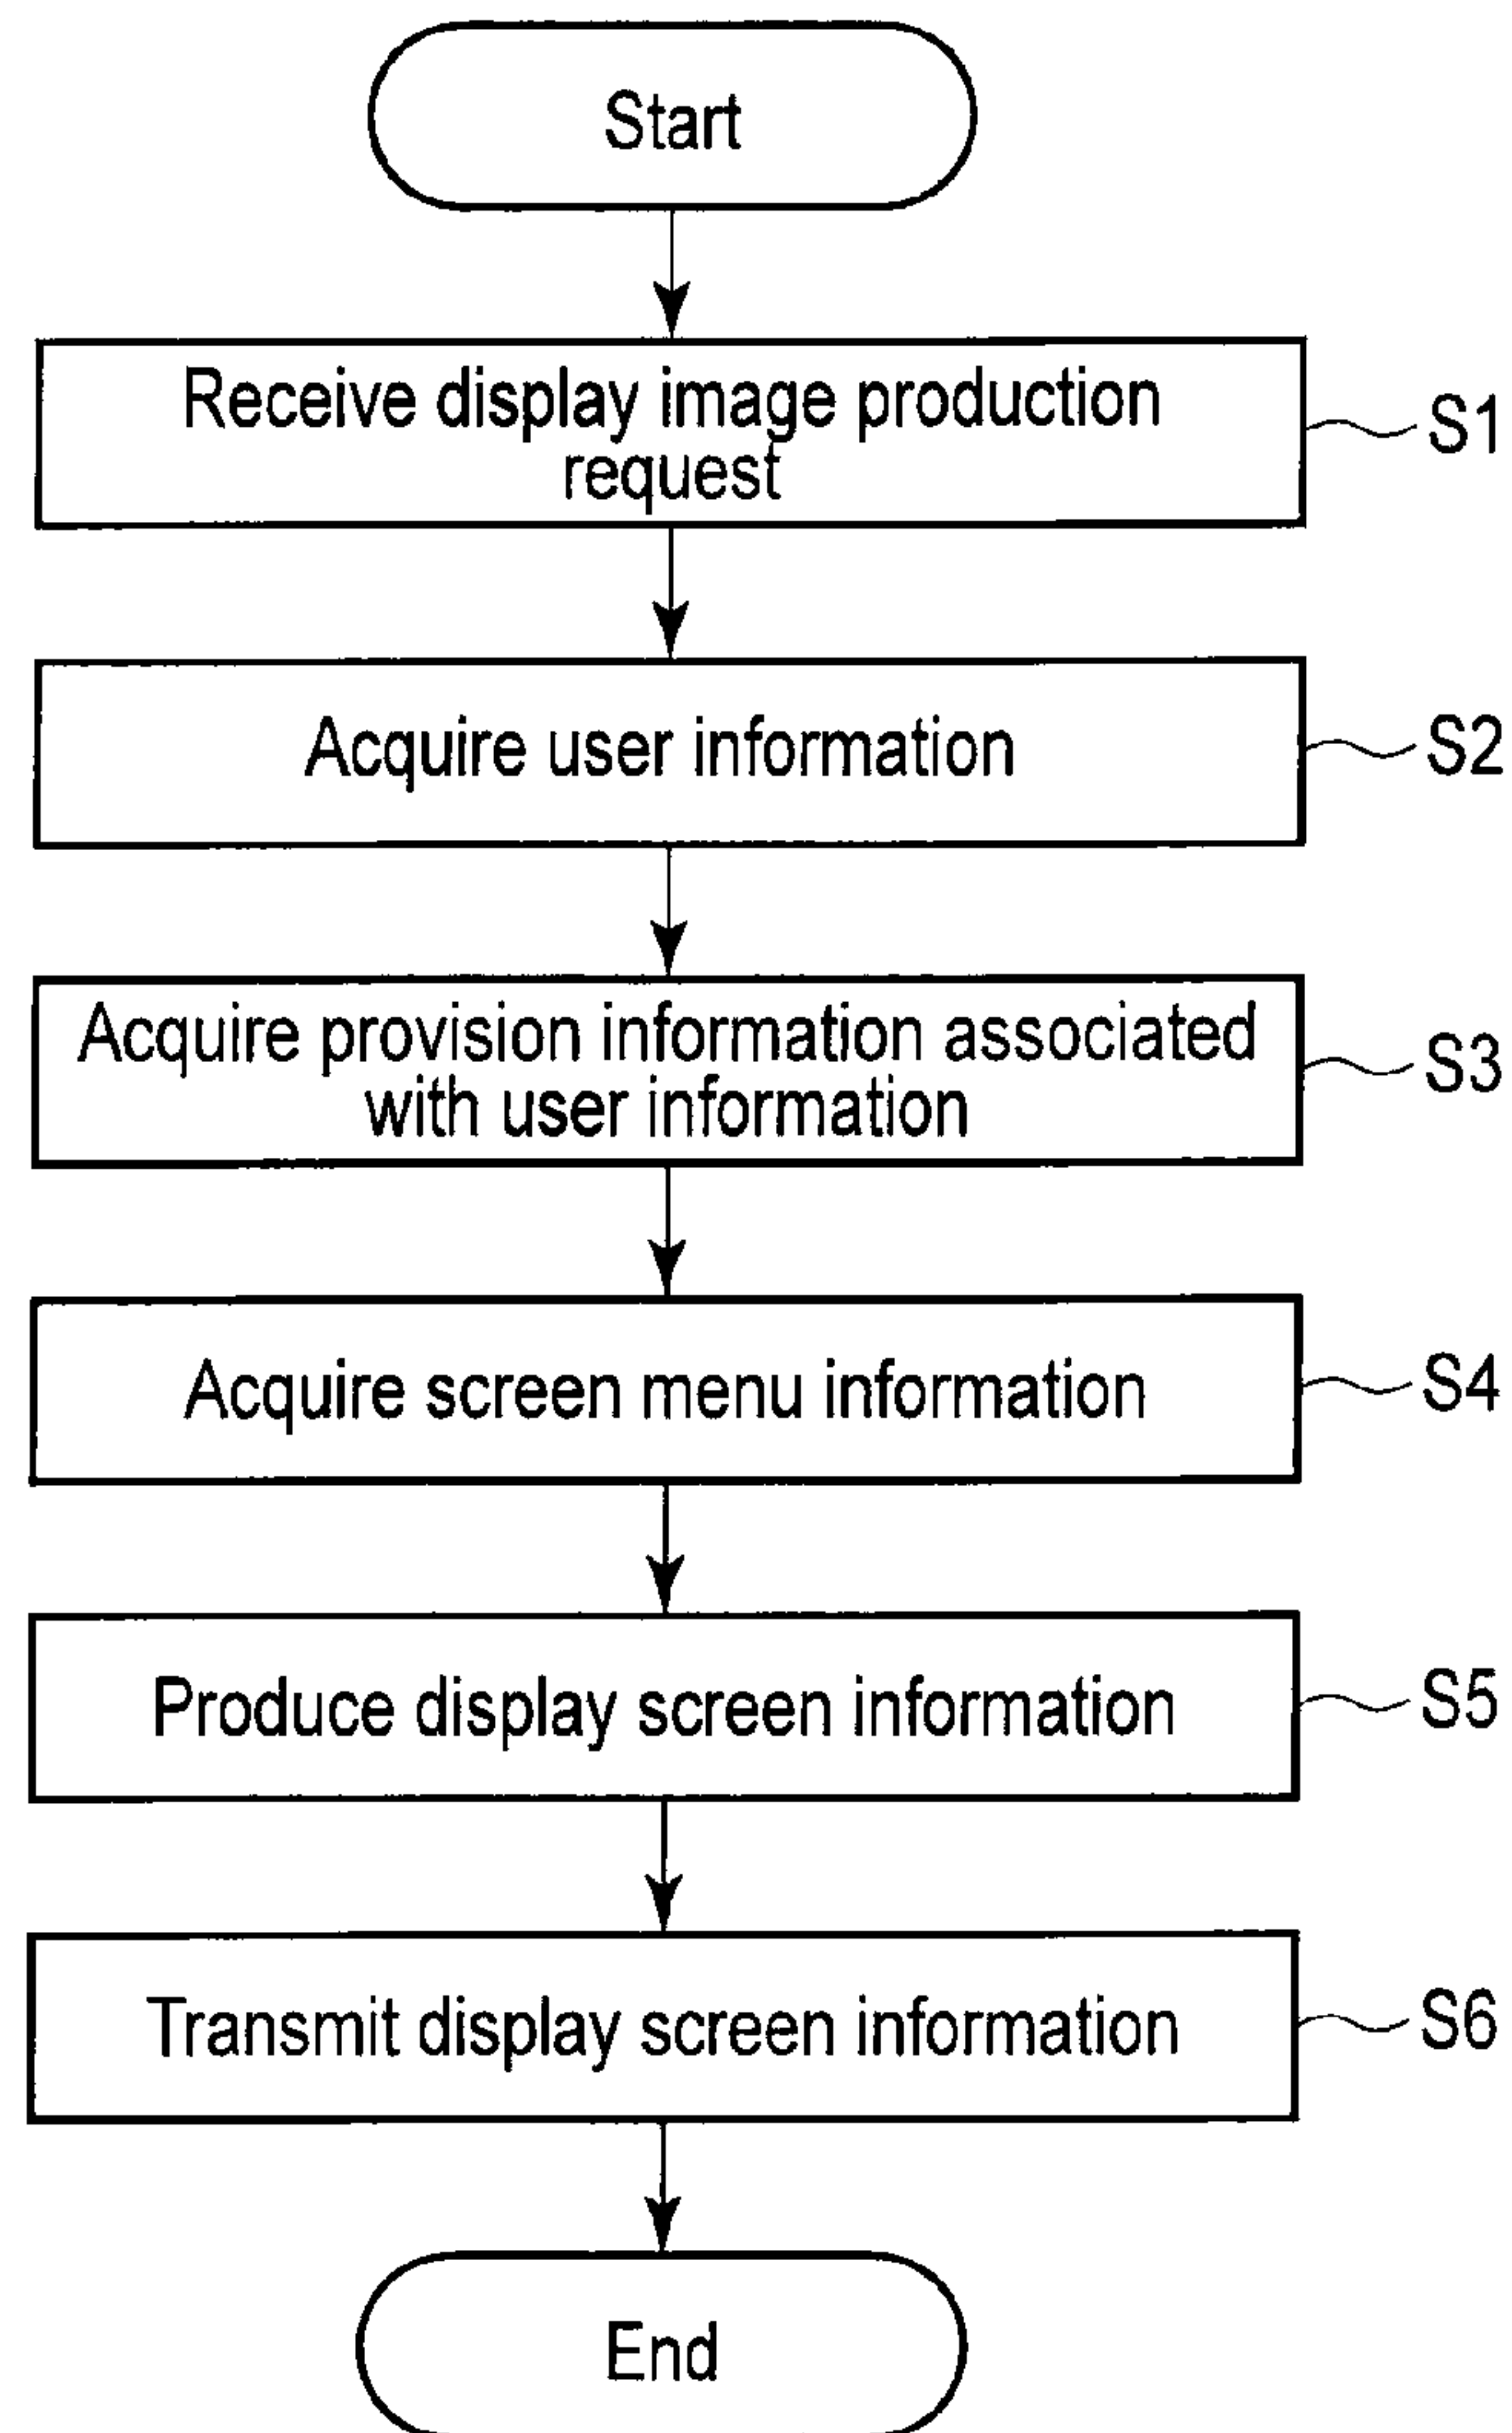 Start
Receive display image production
request
S1
Acquire user information
S2
Acquire provision information associated
with user information
S3
Acquire screen menu information
S4
Produce display screen information
S5
Transmit display screen information
S6
End